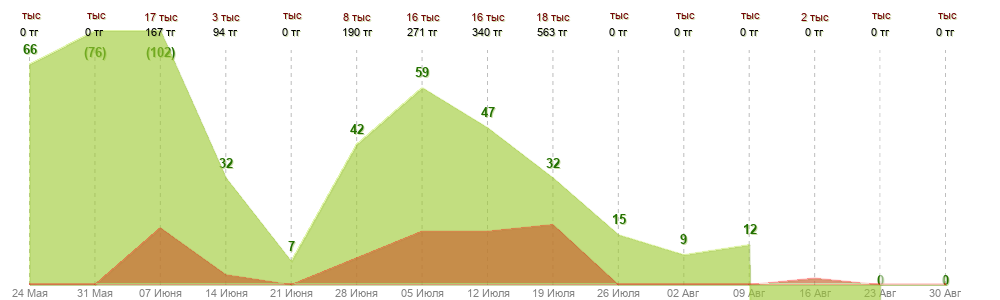 тыс тыс 17 тыс 3 тыс тыс 8 тыс 16 тыс 16 тыс 18 тыс тыс тыс тыс 2 тыс тыс тыс
0 тг 0 тг 167 тг 94 тг 0 тг 190 тг 271 тг 340 тг 563 тг 0 тг 0 тг 0 тг 0 тг 0 тг 0 тг
66 (76) (102)
59
47
42
32 32
15
12
9
7
0 0
24 Мая 31 Мая 07 Июня 14 Июня 21 Июня 28 Июня 05 Июля 12 Июля 19 Июля 26 Июля 02 Авг 09 Авг 16 Авг 23 Авг 30 Авг